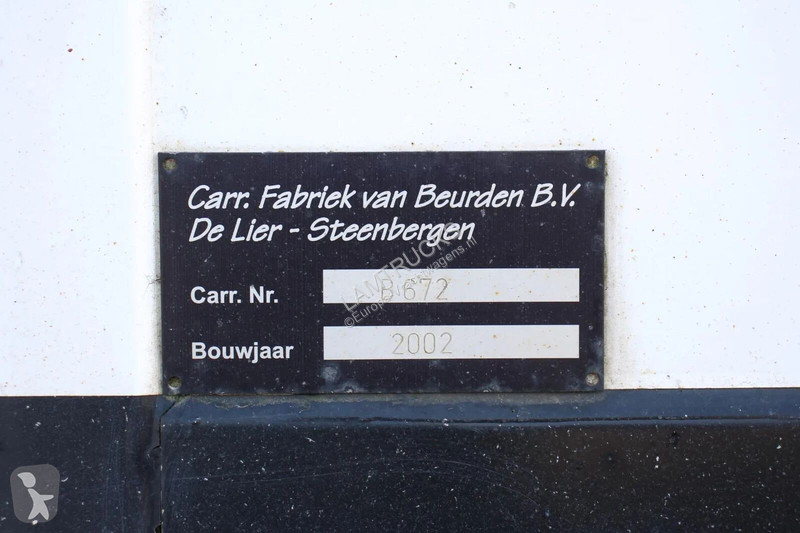 Carr. Fabriek van Beurden B.V.
De Lier - Steenbergen
Carr. Nr. B 672
Bouwjaar 2002